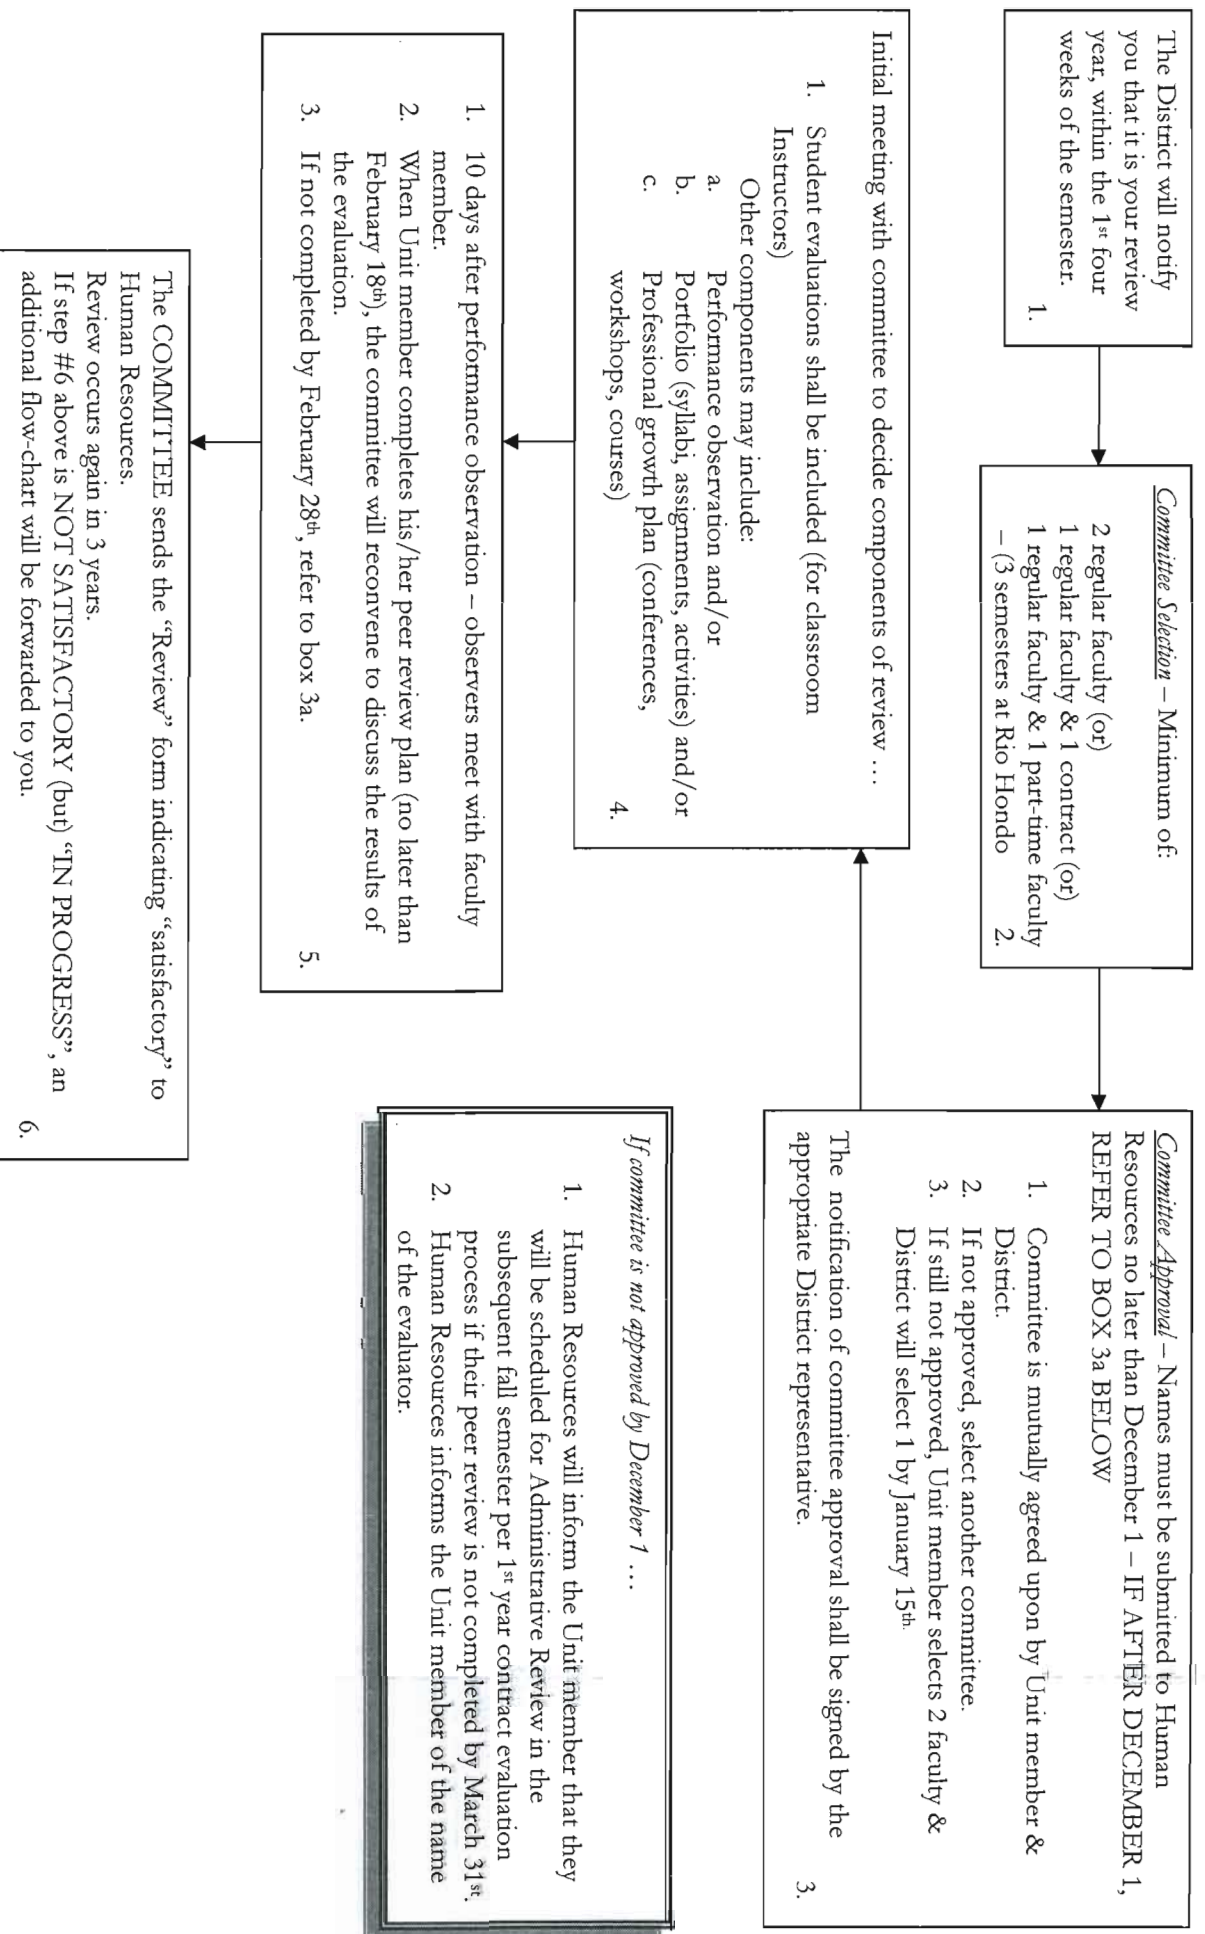 The District will notify
you that it is your review
year, within the 1st four
weeks of the semester.
1.
Committee Selection – Minimum of:
2 regular faculty (or)
1 regular faculty & 1 contract (or)
1 regular faculty & 1 part-time faculty
– (3 semesters at Rio Hondo
2.
Committee Approval – Names must be submitted to Human
Resources no later than December 1 – IF AFTER DECEMBER 1,
REFER TO BOX 3a BELOW
1. Committee is mutually agreed upon by Unit member &
District.
2. If not approved, select another committee.
3. If still not approved, Unit member selects 2 faculty &
District will select 1 by January 15th.
The notification of committee approval shall be signed by the
appropriate District representative.
3.
Initial meeting with committee to decide components of review …
1. Student evaluations shall be included (for classroom
Instructors)
Other components may include:
a. Performance observation and/or
b. Portfolio (syllabi, assignments, activities) and/or
c. Professional growth plan (conferences,
workshops, courses)
4.
If committee is not approved by December 1 …
1. Human Resources will inform the Unit member that they
will be scheduled for Administrative Review in the
subsequent fall semester per 1st year contract evaluation
process if their peer review is not completed by March 31st.
2. Human Resources informs the Unit member of the name
of the evaluator.
1. 10 days after performance observation – observers meet with faculty
member.
2. When Unit member completes his/her peer review plan (no later than
February 18th), the committee will reconvene to discuss the results of
the evaluation.
3. If not completed by February 28th, refer to box 3a.
5.
The COMMITTEE sends the “Review” form indicating “satisfactory” to
Human Resources.
Review occurs again in 3 years.
If step #6 above is NOT SATISFACTORY (but) “IN PROGRESS”, an
additional flow-chart will be forwarded to you.
6.